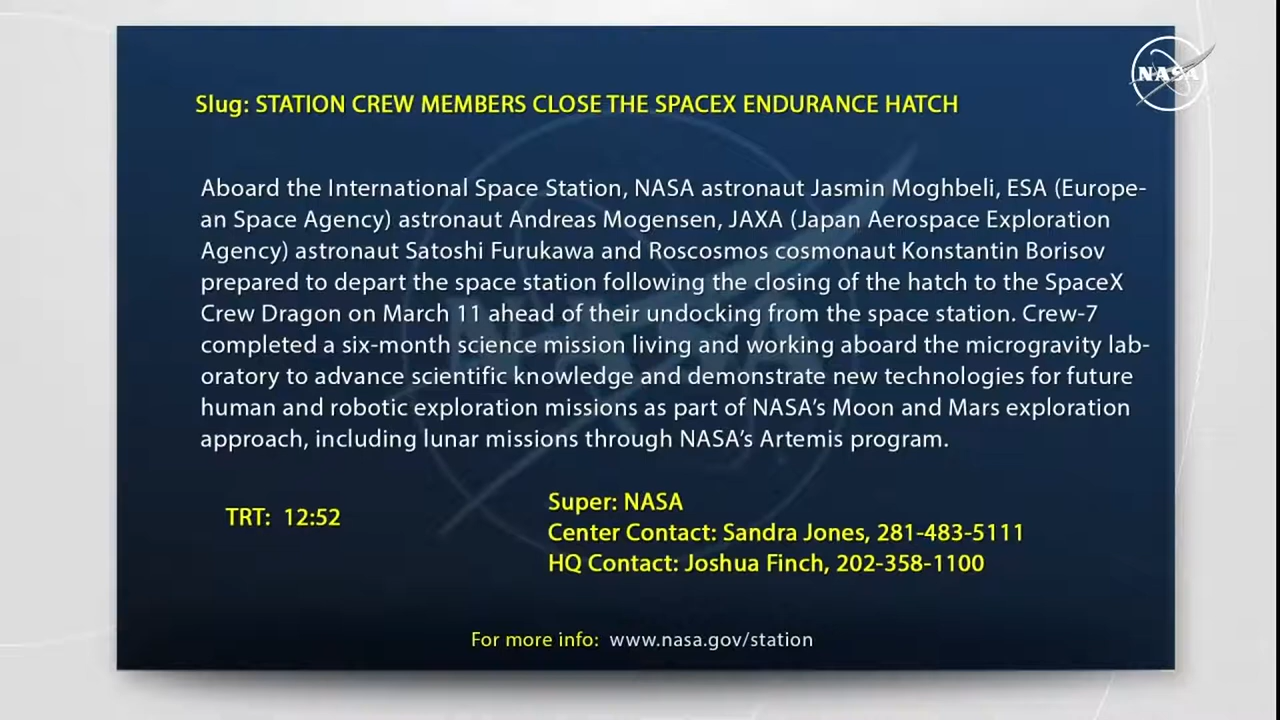 NASA
Slug: STATION CREW MEMBERS CLOSE THE SPACEX ENDURANCE HATCH
Aboard the International Space Station, NASA astronaut Jasmin Moghbeli, ESA (Europe-
an Space Agency) astronaut Andreas Mogensen, JAXA (Japan Aerospace Exploration
Agency) astronaut Satoshi Furukawa and Roscosmos cosmonaut Konstantin Borisov
prepared to depart the space station following the closing of the hatch to the SpaceX
Crew Dragon on March 11 ahead of their undocking from the space station. Crew-7
completed a six-month science mission living and working aboard the microgravity lab-
oratory to advance scientific knowledge and demonstrate new technologies for future
human and robotic exploration missions as part of NASA’s Moon and Mars exploration
approach, including lunar missions through NASA’s Artemis program.
TRT: 12:52
Super: NASA
Center Contact: Sandra Jones, 281-483-5111
HQ Contact: Joshua Finch, 202-358-1100
For more info: www.nasa.gov/station